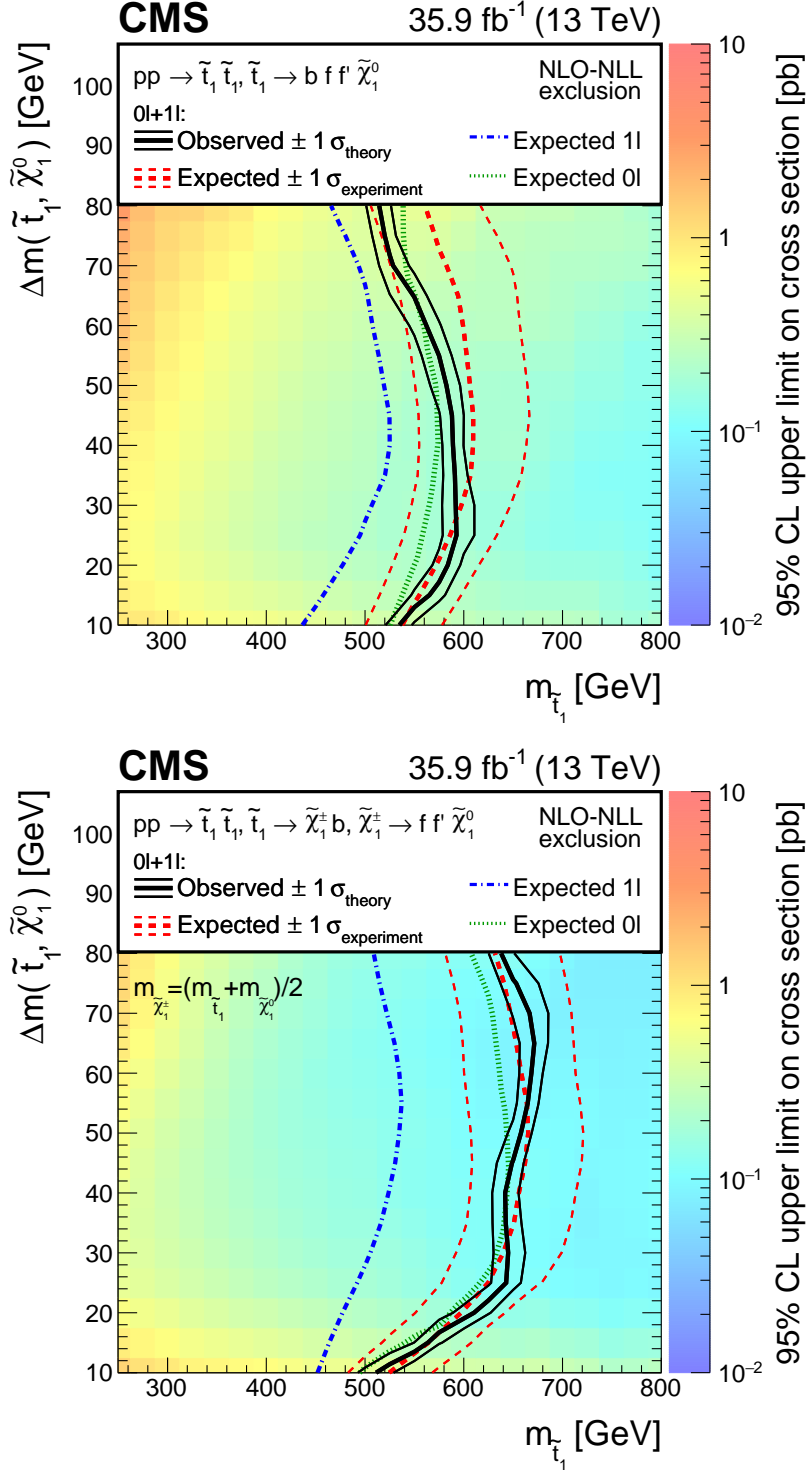 CMS 35.9 fb⁻¹ (13 TeV)
pp → t̃₁ t̃₁, t̃₁ → b f f' χ̃₁⁰ NLO-NLL
exclusion
0l+1l:
Observed ± 1 σ_theory Expected 1l
Expected ± 1 σ_experiment Expected 0l
Δm( t̃₁, χ̃₁⁰ ) [GeV]
100
90
80
70
60
50
40
30
20
10
300 400 500 600 700 800
m_t̃₁ [GeV]
10
1
10⁻¹
10⁻²
95% CL upper limit on cross section [pb]
CMS 35.9 fb⁻¹ (13 TeV)
pp → t̃₁ t̃₁, t̃₁ → χ̃₁± b, χ̃₁± → f f' χ̃₁⁰ NLO-NLL
exclusion
0l+1l:
Observed ± 1 σ_theory Expected 1l
Expected ± 1 σ_experiment Expected 0l
m_χ̃₁±=(m_t̃₁+m_χ̃₁⁰)/2
Δm( t̃₁, χ̃₁⁰ ) [GeV]
100
90
80
70
60
50
40
30
20
10
300 400 500 600 700 800
m_t̃₁ [GeV]
10
1
10⁻¹
10⁻²
95% CL upper limit on cross section [pb]